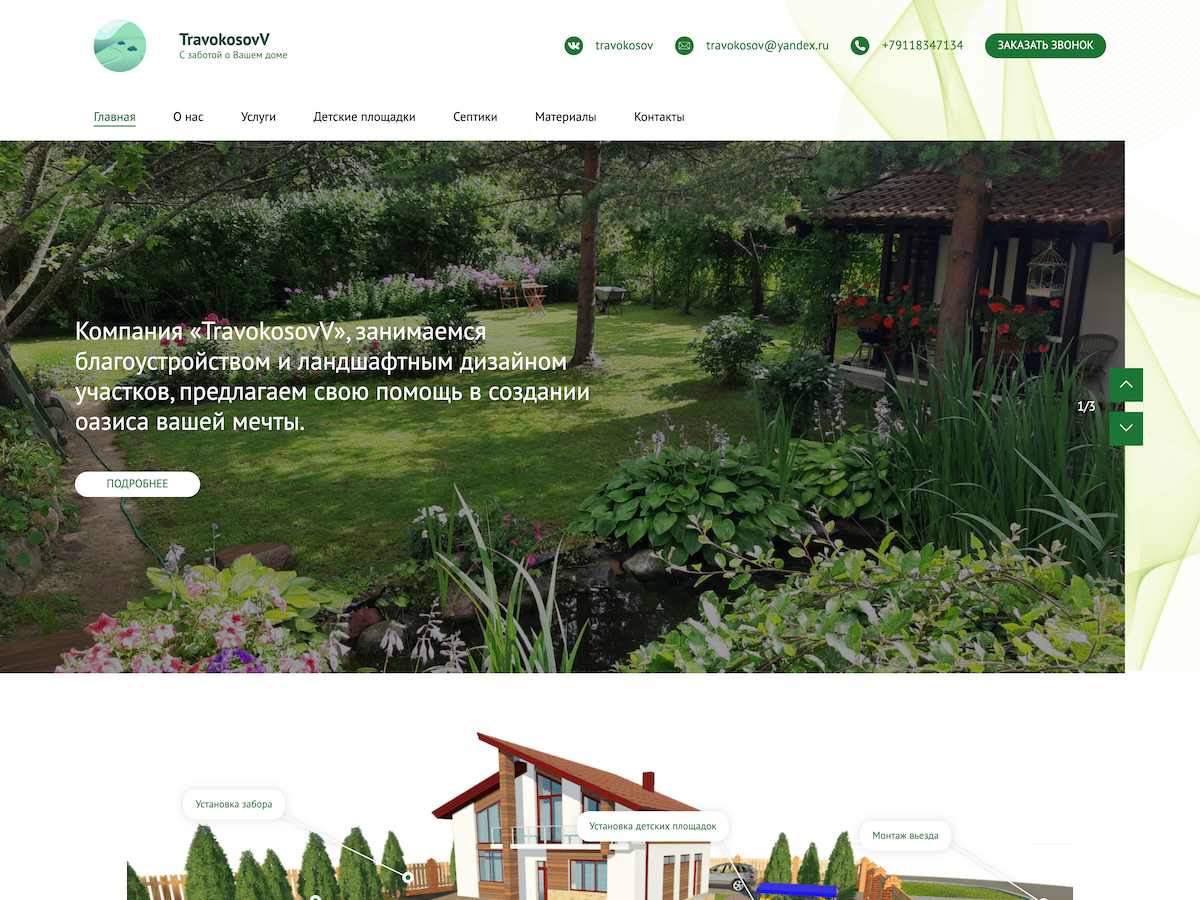 TravokosovV
С заботой о Вашем доме
travokosov
travokosov@yandex.ru
+79118347134
ЗАКАЗАТЬ ЗВОНОК
Главная
О нас
Услуги
Детские площадки
Септики
Материалы
Контакты
Компания «TravokosovV», занимаемся
благоустройством и ландшафтным дизайном
участков, предлагаем свою помощь в создании
оазиса вашей мечты.
1/3
ПОДРОБНЕЕ
Установка забора
Установка детских площадок
Монтаж въезда